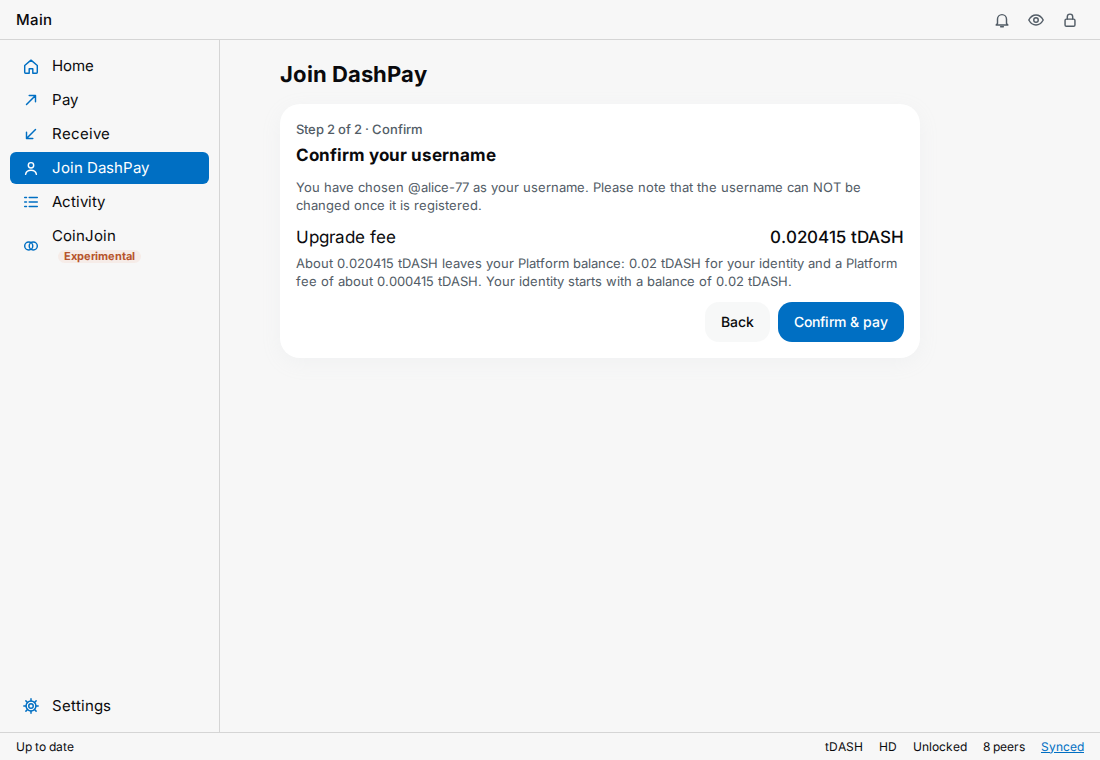 Main
Home
Pay
Receive
Join DashPay
Activity
CoinJoin
Experimental
Settings
Join DashPay
Step 2 of 2 · Confirm
Confirm your username
You have chosen @alice-77 as your username. Please note that the username can NOT be
changed once it is registered.
Upgrade fee 0.020415 tDASH
About 0.020415 tDASH leaves your Platform balance: 0.02 tDASH for your identity and a Platform
fee of about 0.000415 tDASH. Your identity starts with a balance of 0.02 tDASH.
Back Confirm & pay
Up to date tDASH HD Unlocked 8 peers Synced